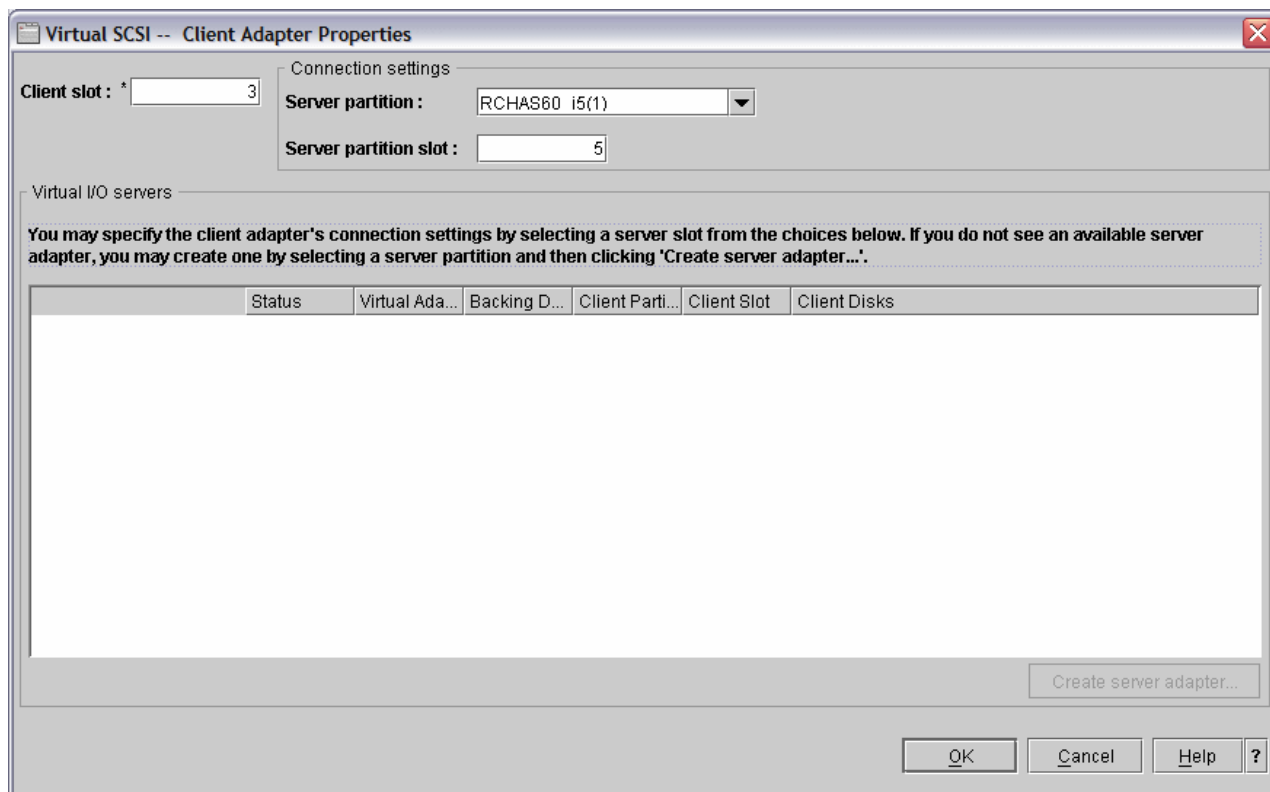 Virtual SCSI -- Client Adapter Properties
Client slot : * 3
Connection settings
Server partition : RCHAS60 i5(1)
Server partition slot : 5
Virtual I/O servers
You may specify the client adapter's connection settings by selecting a server slot from the choices below. If you do not see an available server
adapter, you may create one by selecting a server partition and then clicking 'Create server adapter...'.
Status Virtual Ada... Backing D... Client Parti... Client Slot Client Disks
Create server adapter...
OK Cancel Help ?